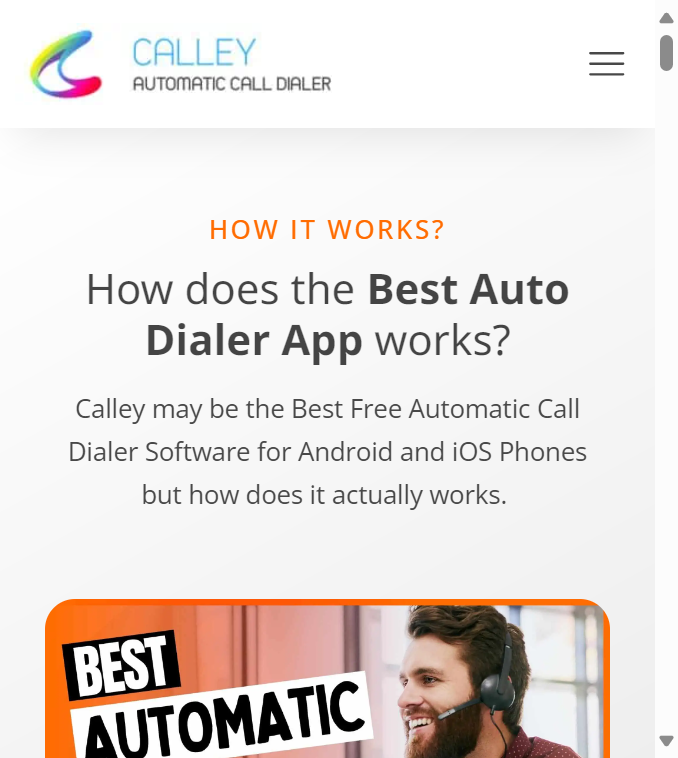 CALLEY
AUTOMATIC CALL DIALER
HOW IT WORKS?
How does the Best Auto
Dialer App works?
Calley may be the Best Free Automatic Call
Dialer Software for Android and iOS Phones
but how does it actually works.
BEST
AUTOMATIC